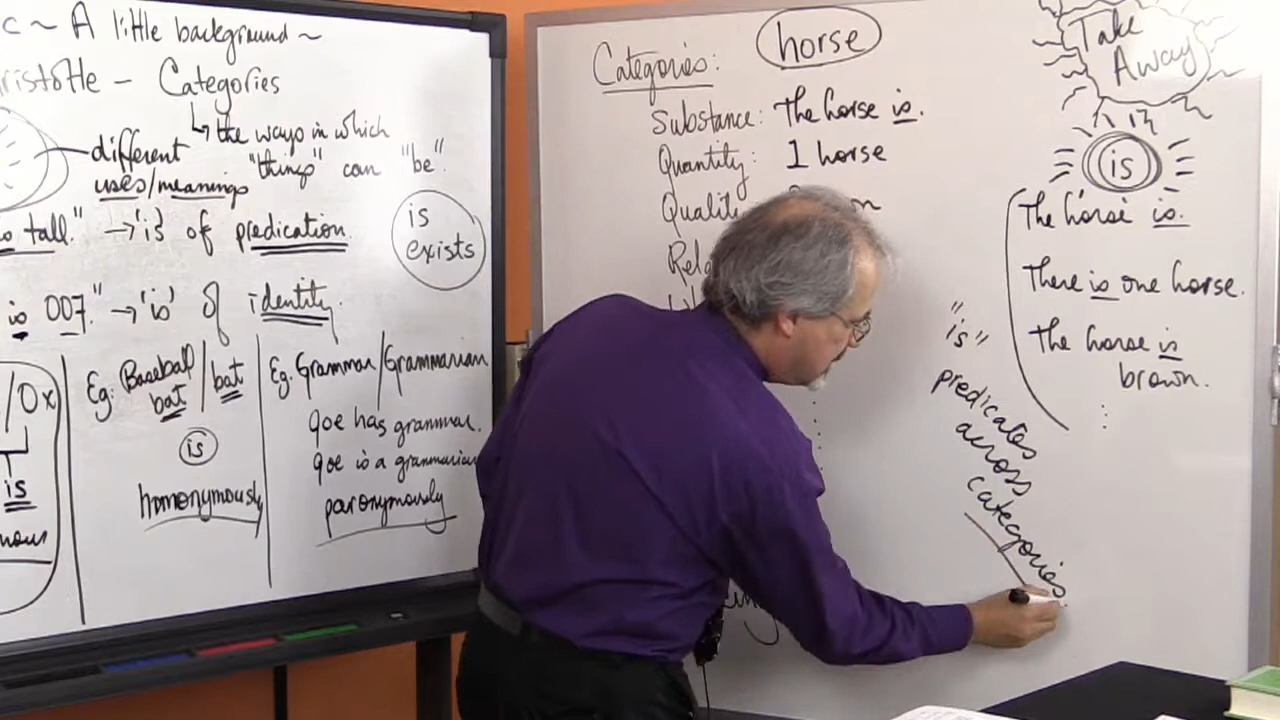 c ~ A little background ~
ristotle – Categories
↳ the ways in which
"things" can "be".
different
uses/meanings
is
exists
tall." → 'is' of predication.
is 007." → 'is' of identity.
/Ox
is
Eg: Baseball bat / bat
is
homonymously
Eg. Grammar/Grammarian
Joe has grammar.
Joe is a grammarian
paronymously
horse
Categories:
Substance: The horse is.
Quantity: 1 horse
Qualit
Rela
Take
Away
is
The horse is.
There is one horse.
The horse is
brown.
"is"
predicates
across
categories.